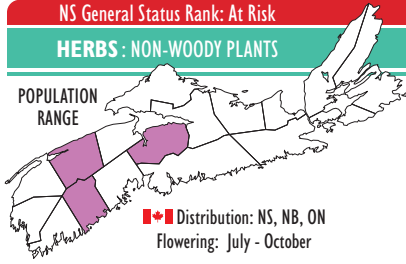 NS General Status Rank: At Risk
HERBS : NON-WOODY PLANTS
POPULATION
RANGE
Distribution: NS, NB, ON
Flowering: July - October